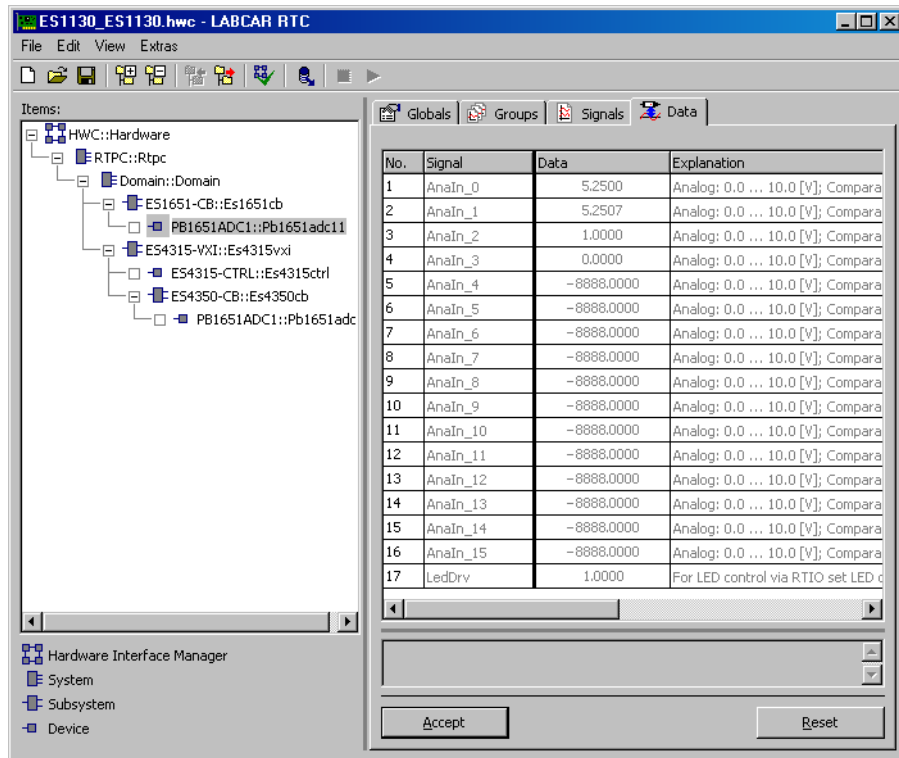 ES1130_ES1130.hwc - LABCAR RTC
File Edit View Extras
Items:
HWC::Hardware
RTPC::Rtpc
Domain::Domain
ES1651-CB::Es1651cb
PB1651ADC1::Pb1651adc11
ES4315-VXI::Es4315vxi
ES4315-CTRL::Es4315ctrl
ES4350-CB::Es4350cb
PB1651ADC1::Pb1651adc
Hardware Interface Manager
System
Subsystem
Device
Globals Groups Signals Data
No. Signal Data Explanation
1 AnaIn_0 5.2500 Analog: 0.0 ... 10.0 [V]; Compara
2 AnaIn_1 5.2507 Analog: 0.0 ... 10.0 [V]; Compara
3 AnaIn_2 1.0000 Analog: 0.0 ... 10.0 [V]; Compara
4 AnaIn_3 0.0000 Analog: 0.0 ... 10.0 [V]; Compara
5 AnaIn_4 -8888.0000 Analog: 0.0 ... 10.0 [V]; Compara
6 AnaIn_5 -8888.0000 Analog: 0.0 ... 10.0 [V]; Compara
7 AnaIn_6 -8888.0000 Analog: 0.0 ... 10.0 [V]; Compara
8 AnaIn_7 -8888.0000 Analog: 0.0 ... 10.0 [V]; Compara
9 AnaIn_8 -8888.0000 Analog: 0.0 ... 10.0 [V]; Compara
10 AnaIn_9 -8888.0000 Analog: 0.0 ... 10.0 [V]; Compara
11 AnaIn_10 -8888.0000 Analog: 0.0 ... 10.0 [V]; Compara
12 AnaIn_11 -8888.0000 Analog: 0.0 ... 10.0 [V]; Compara
13 AnaIn_12 -8888.0000 Analog: 0.0 ... 10.0 [V]; Compara
14 AnaIn_13 -8888.0000 Analog: 0.0 ... 10.0 [V]; Compara
15 AnaIn_14 -8888.0000 Analog: 0.0 ... 10.0 [V]; Compara
16 AnaIn_15 -8888.0000 Analog: 0.0 ... 10.0 [V]; Compara
17 LedDrv 1.0000 For LED control via RTIO set LED
Accept Reset